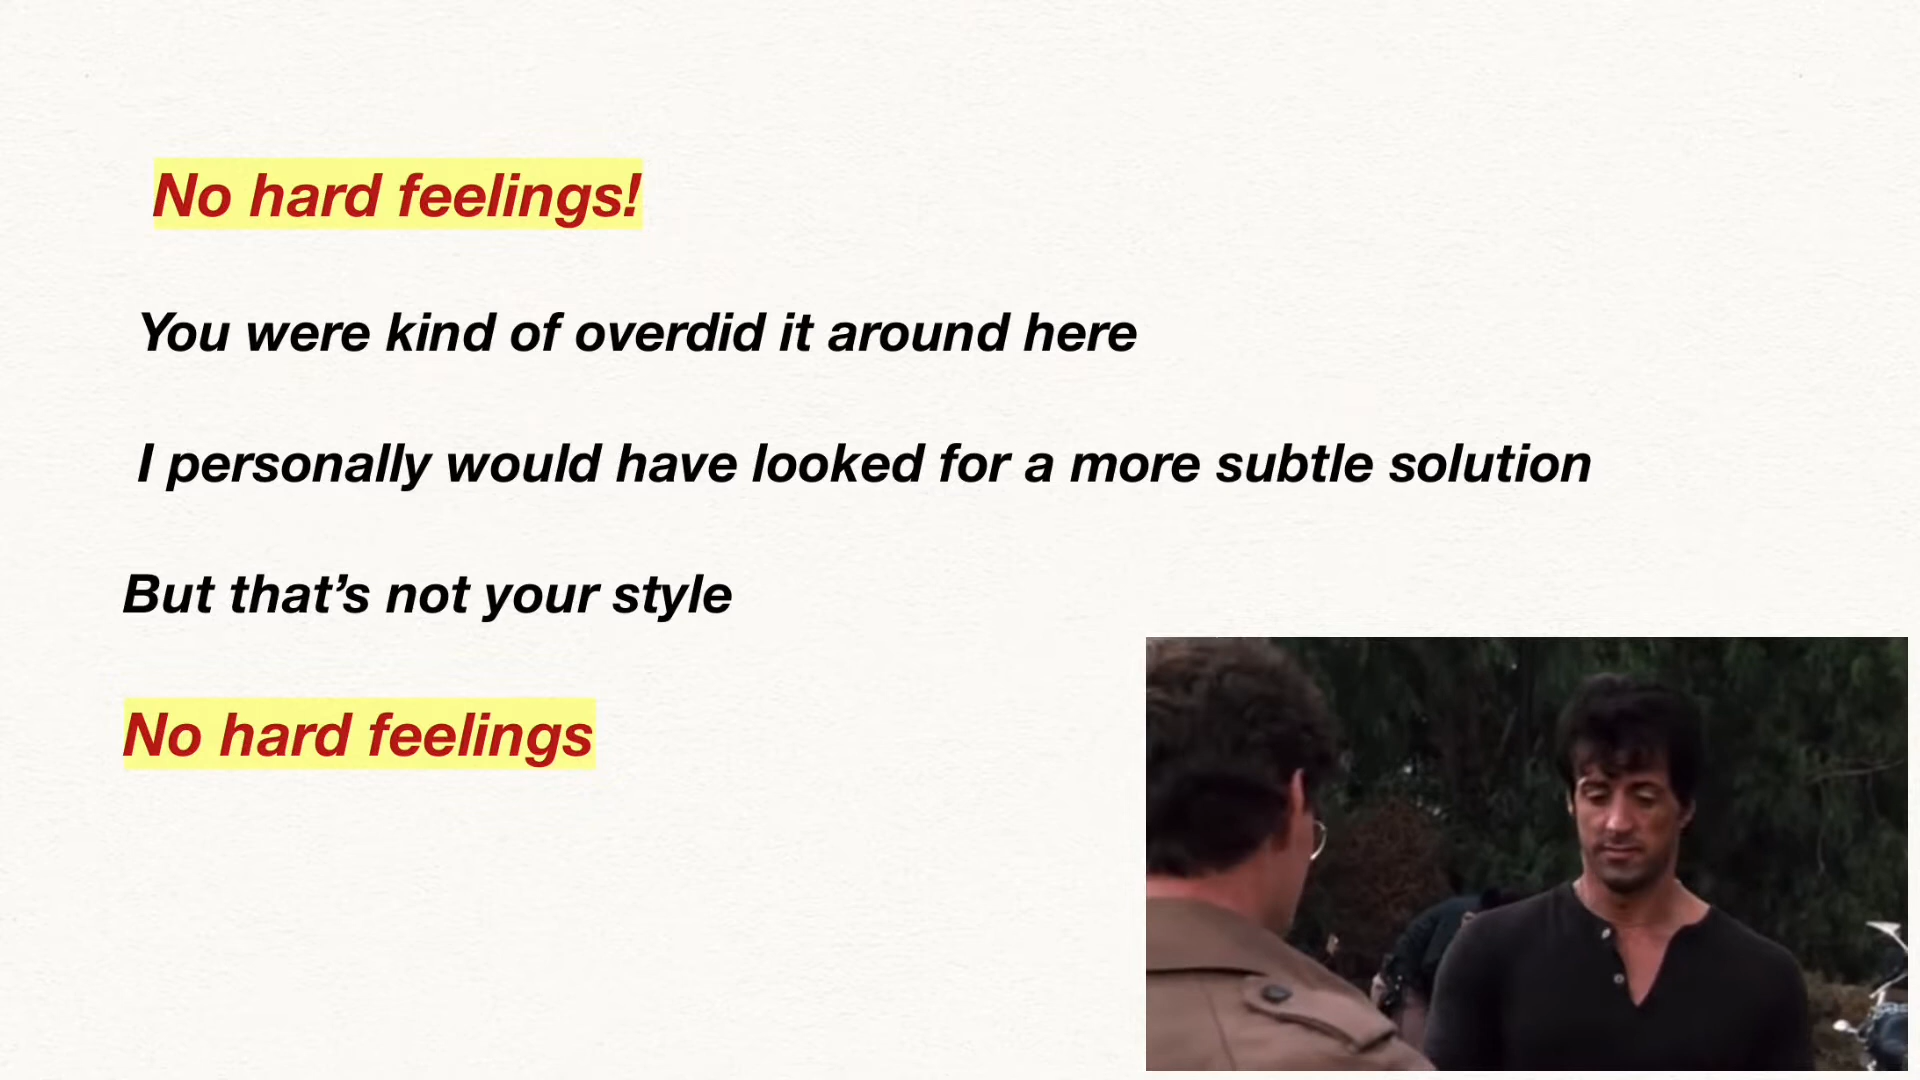 No hard feelings!
You were kind of overdid it around here
I personally would have looked for a more subtle solution
But that’s not your style
No hard feelings